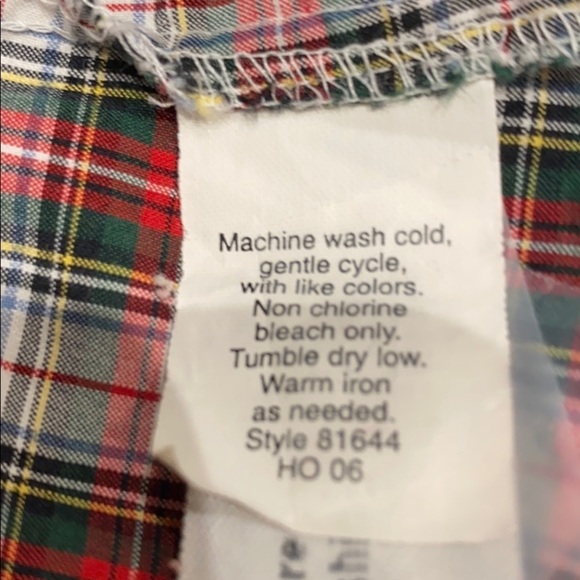 Machine wash cold,
gentle cycle,
with like colors.
Non chlorine
bleach only.
Tumble dry low.
Warm iron
as needed.
Style 81644
HO 06